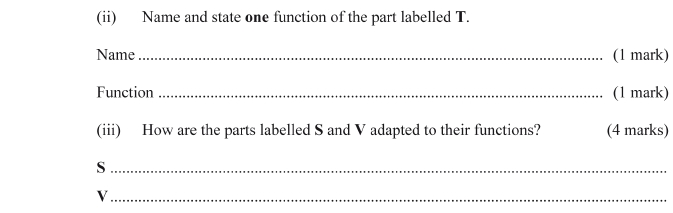 (ii) Name and state one function of the part labelled T.
Name ........................................................................................................................ (1 mark)
Function ................................................................................................................... (1 mark)
(iii) How are the parts labelled S and V adapted to their functions? (4 marks)
S ................................................................................................................................................
V ................................................................................................................................................